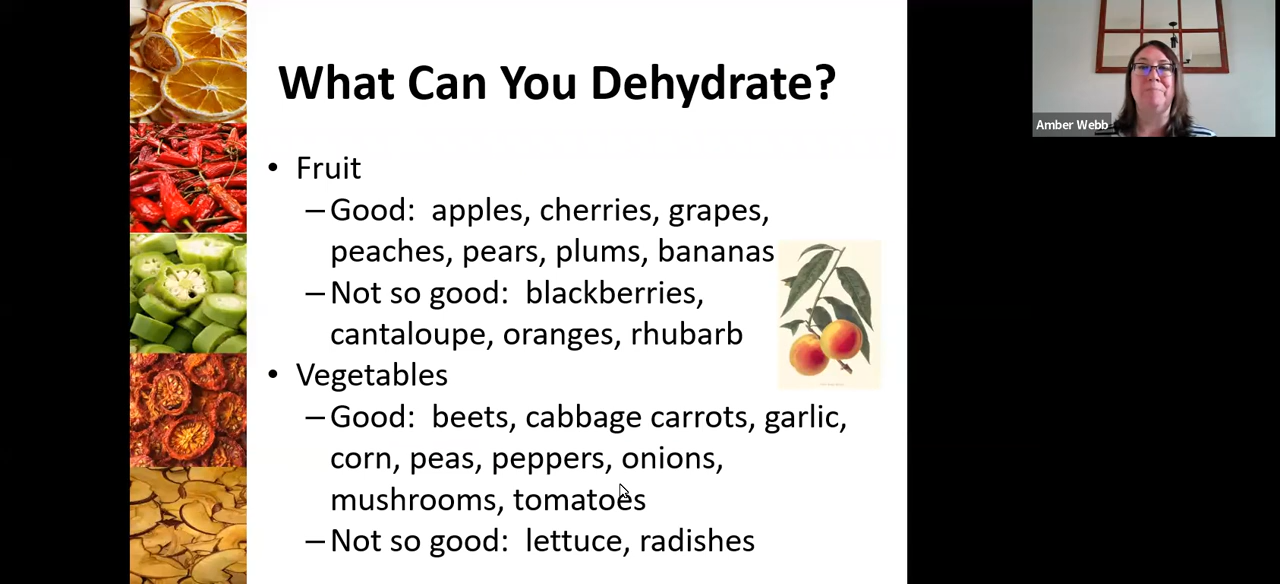 What Can You Dehydrate?
• Fruit
–Good:  apples, cherries, grapes,
peaches, pears, plums, bananas
–Not so good:  blackberries,
cantaloupe, oranges, rhubarb
• Vegetables
–Good:  beets, cabbage carrots, garlic,
corn, peas, peppers, onions,
mushrooms, tomatoes
–Not so good:  lettuce, radishes
Amber Webb